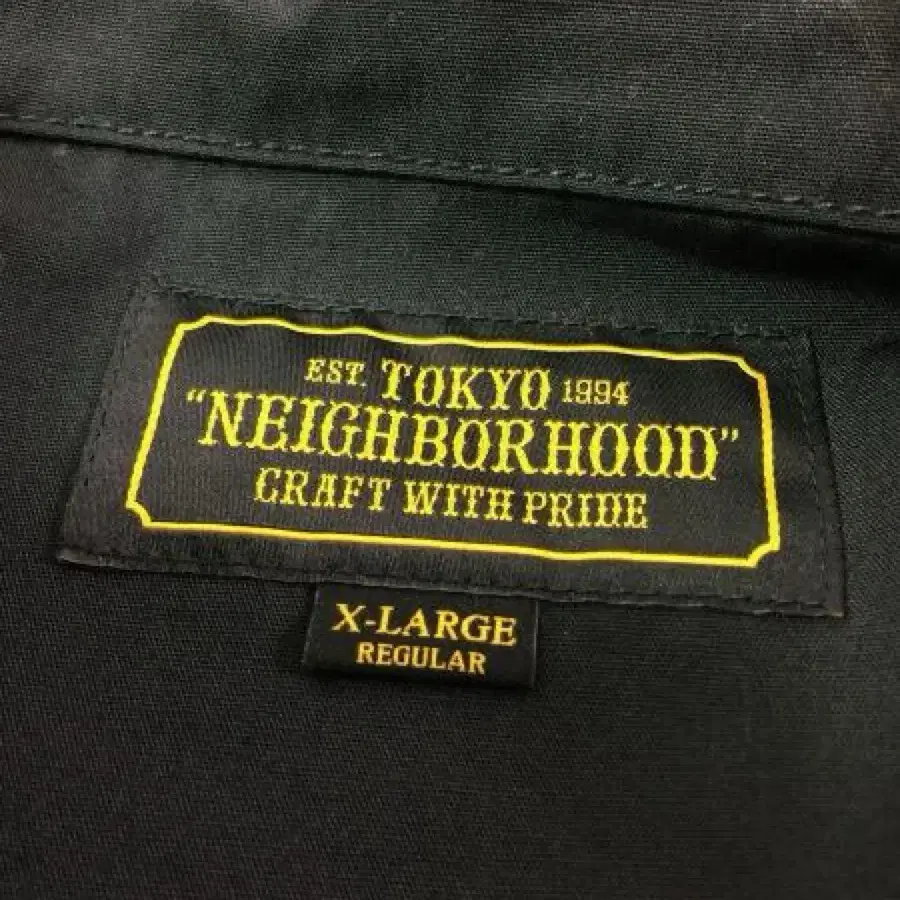 EST. TOKYO 1994
"NEIGHBORHOOD"
CRAFT WITH PRIDE
X-LARGE
REGULAR